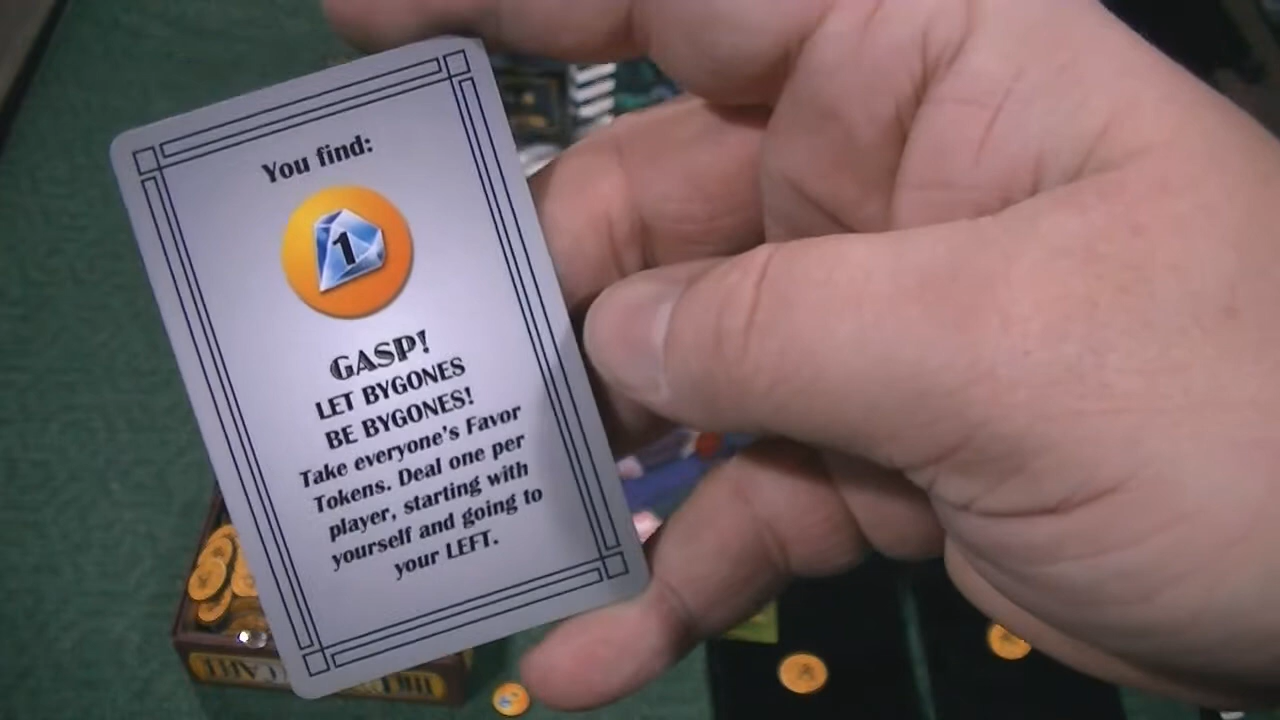 You find:
1
GASP!
LET BYGONES
BE BYGONES!
Take everyone's Favor
Tokens. Deal one per
player, starting with
yourself and going to
your LEFT.